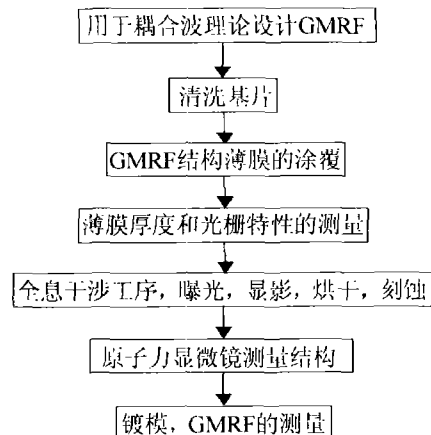 用于耦合波理论设计GMRF
清洗基片
GMRF结构薄膜的涂覆
薄膜厚度和光栅特性的测量
全息干涉工序，曝光，显影，烘干，刻蚀
原子力显微镜测量结构
镀模，GMRF的测量